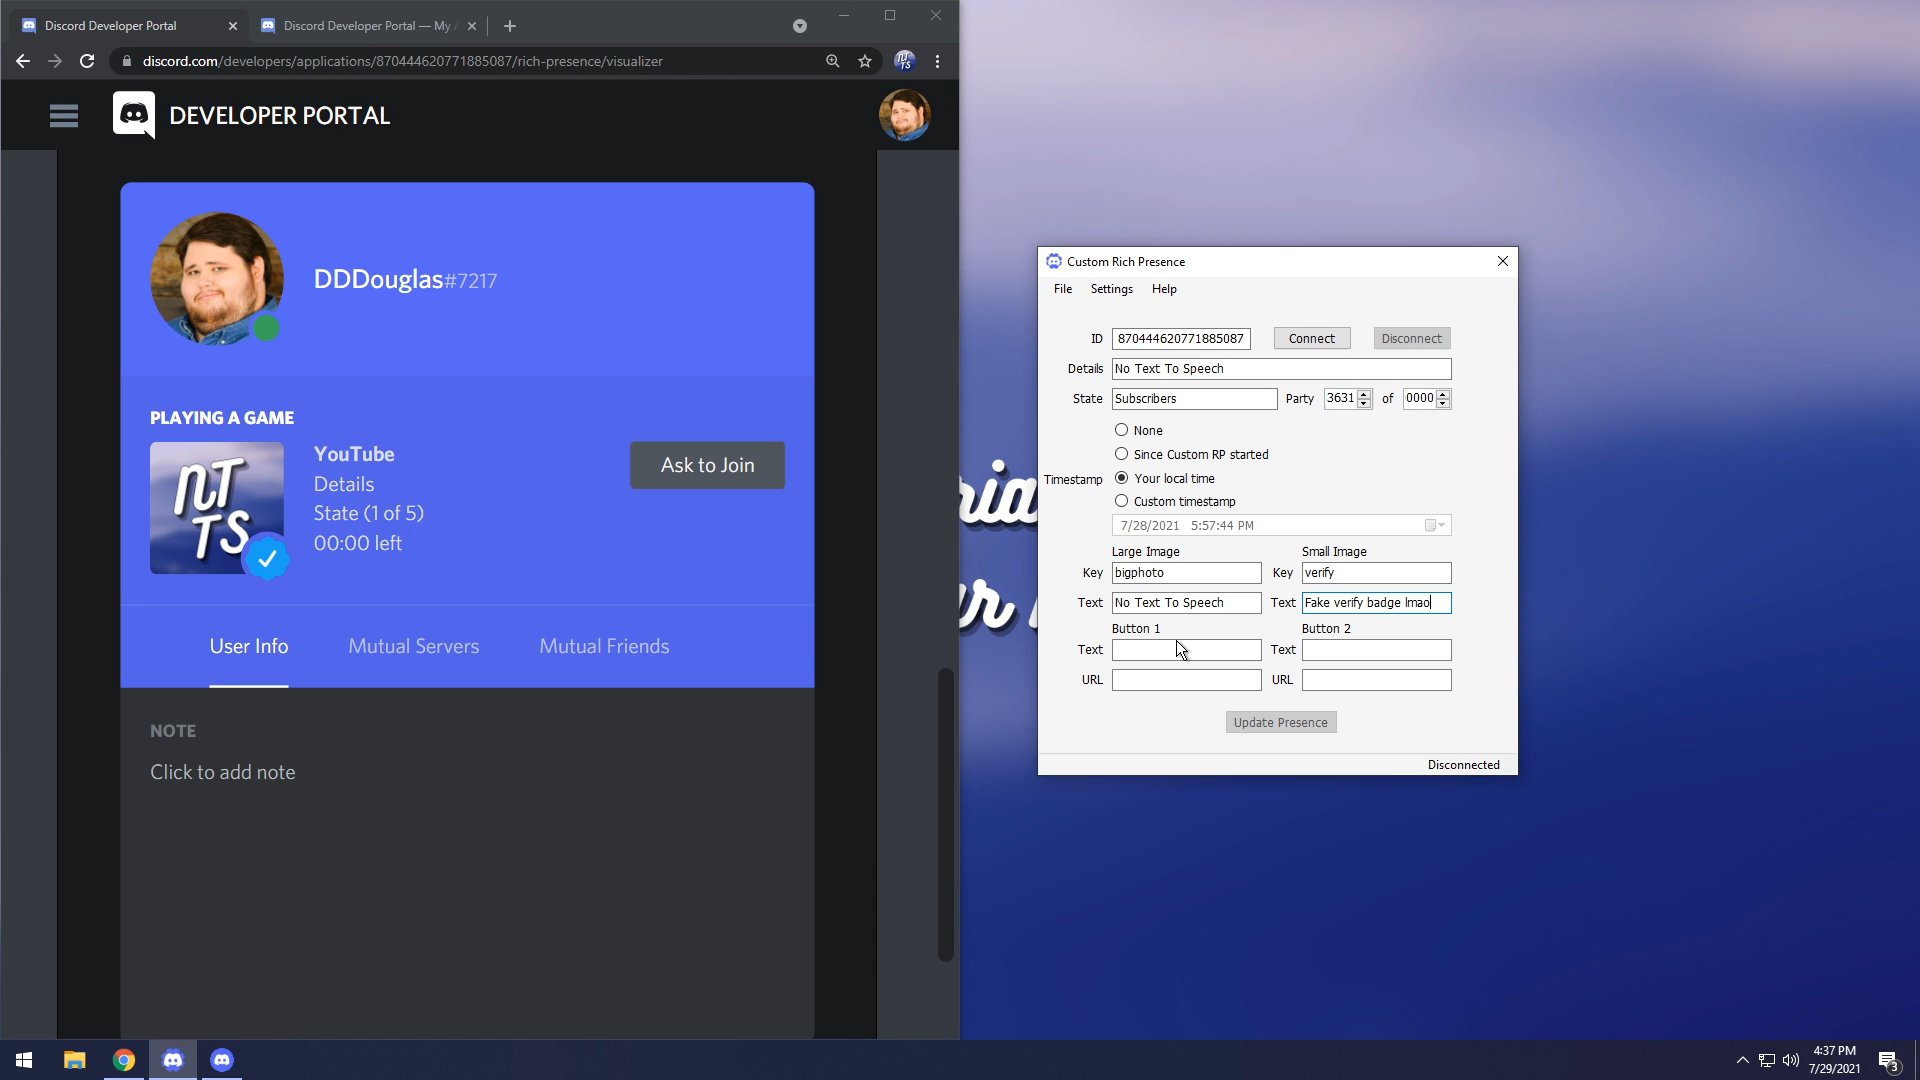 Discord Developer Portal
Discord Developer Portal — My
discord.com/developers/applications/870444620771885087/rich-presence/visualizer
NT
TS
DEVELOPER PORTAL
DDDouglas#7217
PLAYING A GAME
NT
TS
YouTube
Details
State (1 of 5)
00:00 left
Ask to Join
User Info
Mutual Servers
Mutual Friends
NOTE
Click to add note
Custom Rich Presence
File
Settings
Help
ID
870444620771885087
Connect
Disconnect
Details
No Text To Speech
State
Subscribers
Party
3631
of
0000
None
Since Custom RP started
Timestamp
Your local time
Custom timestamp
7/28/2021 5:57:44 PM
Large Image
Small Image
Key
bigphoto
Key
verify
Text
No Text To Speech
Text
Fake verify badge lmao
Button 1
Button 2
Text
Text
URL
URL
Update Presence
Disconnected
4:37 PM
7/29/2021
3